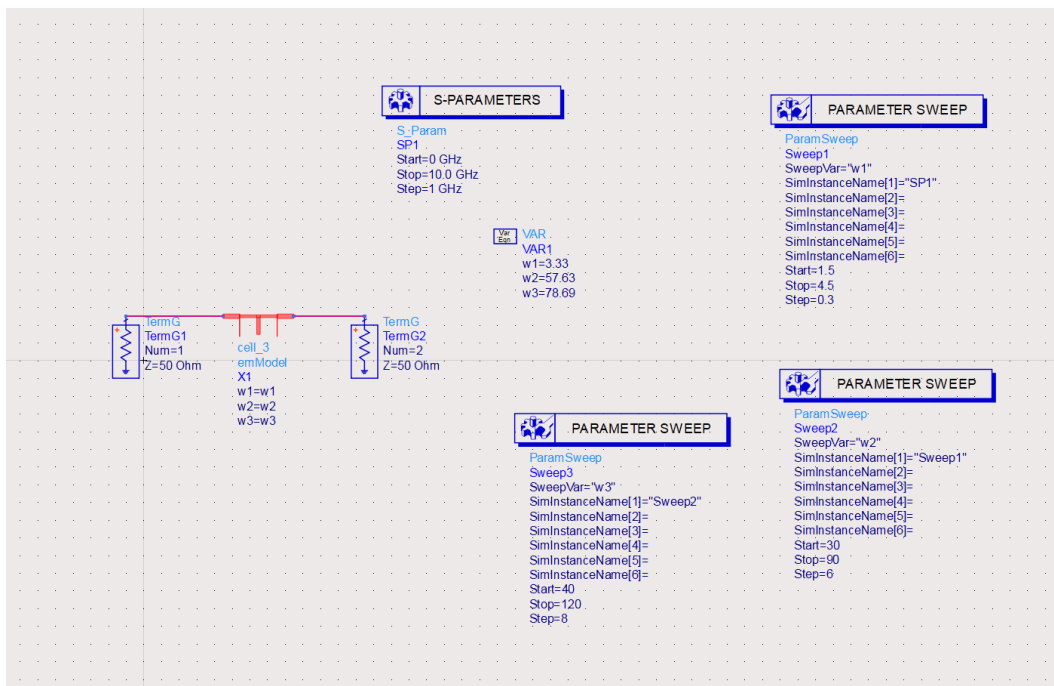 S-PARAMETERS
S_Param
SP1
Start=0 GHz
Stop=10.0 GHz
Step=1 GHz
PARAMETER SWEEP
ParamSweep
Sweep1
SweepVar="w1"
SimInstanceName[1]="SP1"
SimInstanceName[2]=
SimInstanceName[3]=
SimInstanceName[4]=
SimInstanceName[5]=
SimInstanceName[6]=
Start=1.5
Stop=4.5
Step=0.3
Var
Eqn
VAR
VAR1
w1=3.33
w2=57.63
w3=78.69
TermG
TermG1
Num=1
Z=50 Ohm
cell_3
emModel
X1
w1=w1
w2=w2
w3=w3
TermG
TermG2
Num=2
Z=50 Ohm
PARAMETER SWEEP
ParamSweep
Sweep3
SweepVar="w3"
SimInstanceName[1]="Sweep2"
SimInstanceName[2]=
SimInstanceName[3]=
SimInstanceName[4]=
SimInstanceName[5]=
SimInstanceName[6]=
Start=40
Stop=120
Step=8
PARAMETER SWEEP
ParamSweep
Sweep2
SweepVar="w2"
SimInstanceName[1]="Sweep1"
SimInstanceName[2]=
SimInstanceName[3]=
SimInstanceName[4]=
SimInstanceName[5]=
SimInstanceName[6]=
Start=30
Stop=90
Step=6